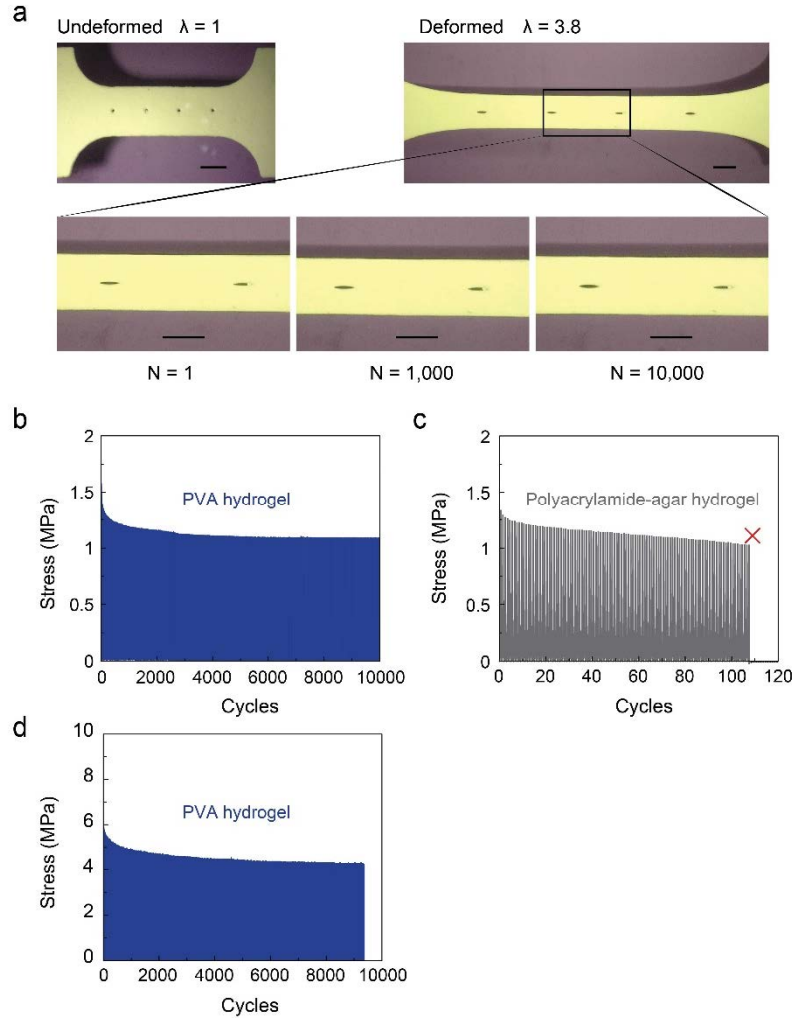 a
Undeformed λ = 1
Deformed λ = 3.8
N = 1
N = 1,000
N = 10,000
b
2
1.5
1
0.5
0
Stress (MPa)
PVA hydrogel
0 2000 4000 6000 8000 10000
Cycles
c
2
1.5
1
0.5
0
Stress (MPa)
Polyacrylamide-agar hydrogel
0 20 40 60 80 100 120
Cycles
d
10
8
6
4
2
0
Stress (MPa)
PVA hydrogel
0 2000 4000 6000 8000 10000
Cycles